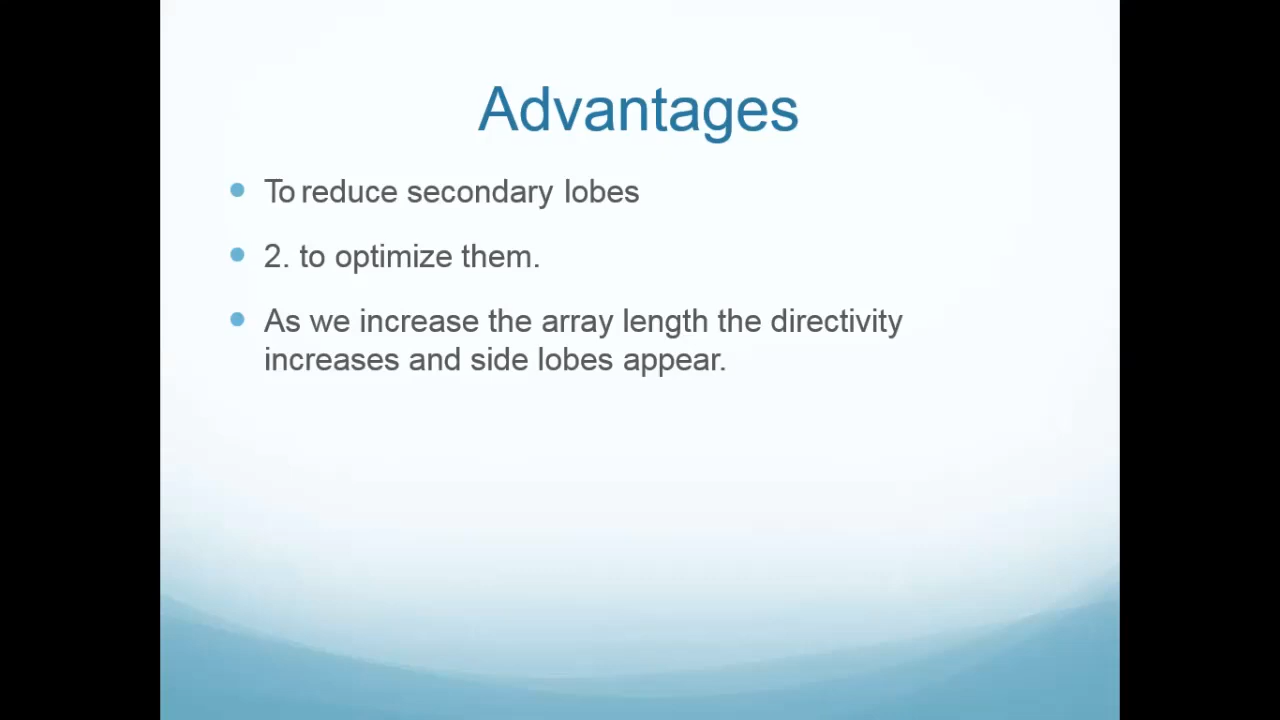 Advantages
To reduce secondary lobes
2. to optimize them.
As we increase the array length the directivity
increases and side lobes appear.